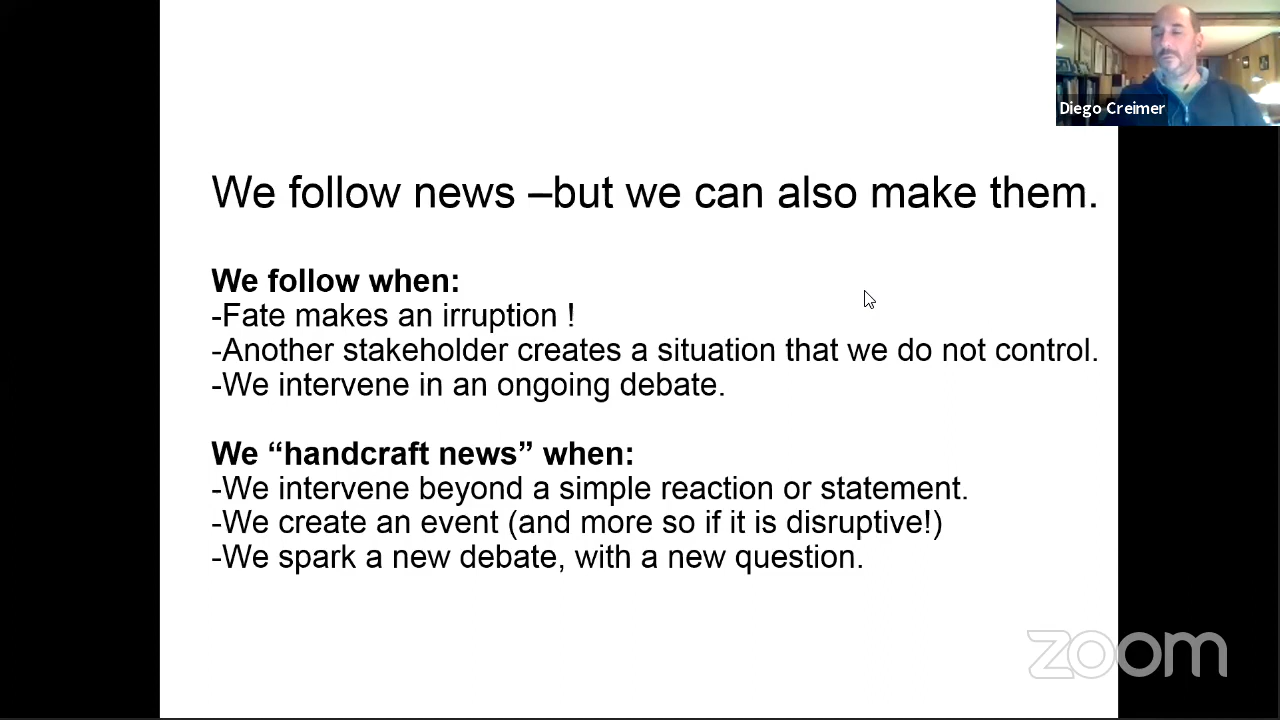 Diego Creimer
We follow news –but we can also make them.
We follow when:
-Fate makes an irruption !
-Another stakeholder creates a situation that we do not control.
-We intervene in an ongoing debate.
We “handcraft news” when:
-We intervene beyond a simple reaction or statement.
-We create an event (and more so if it is disruptive!)
-We spark a new debate, with a new question.
zoom